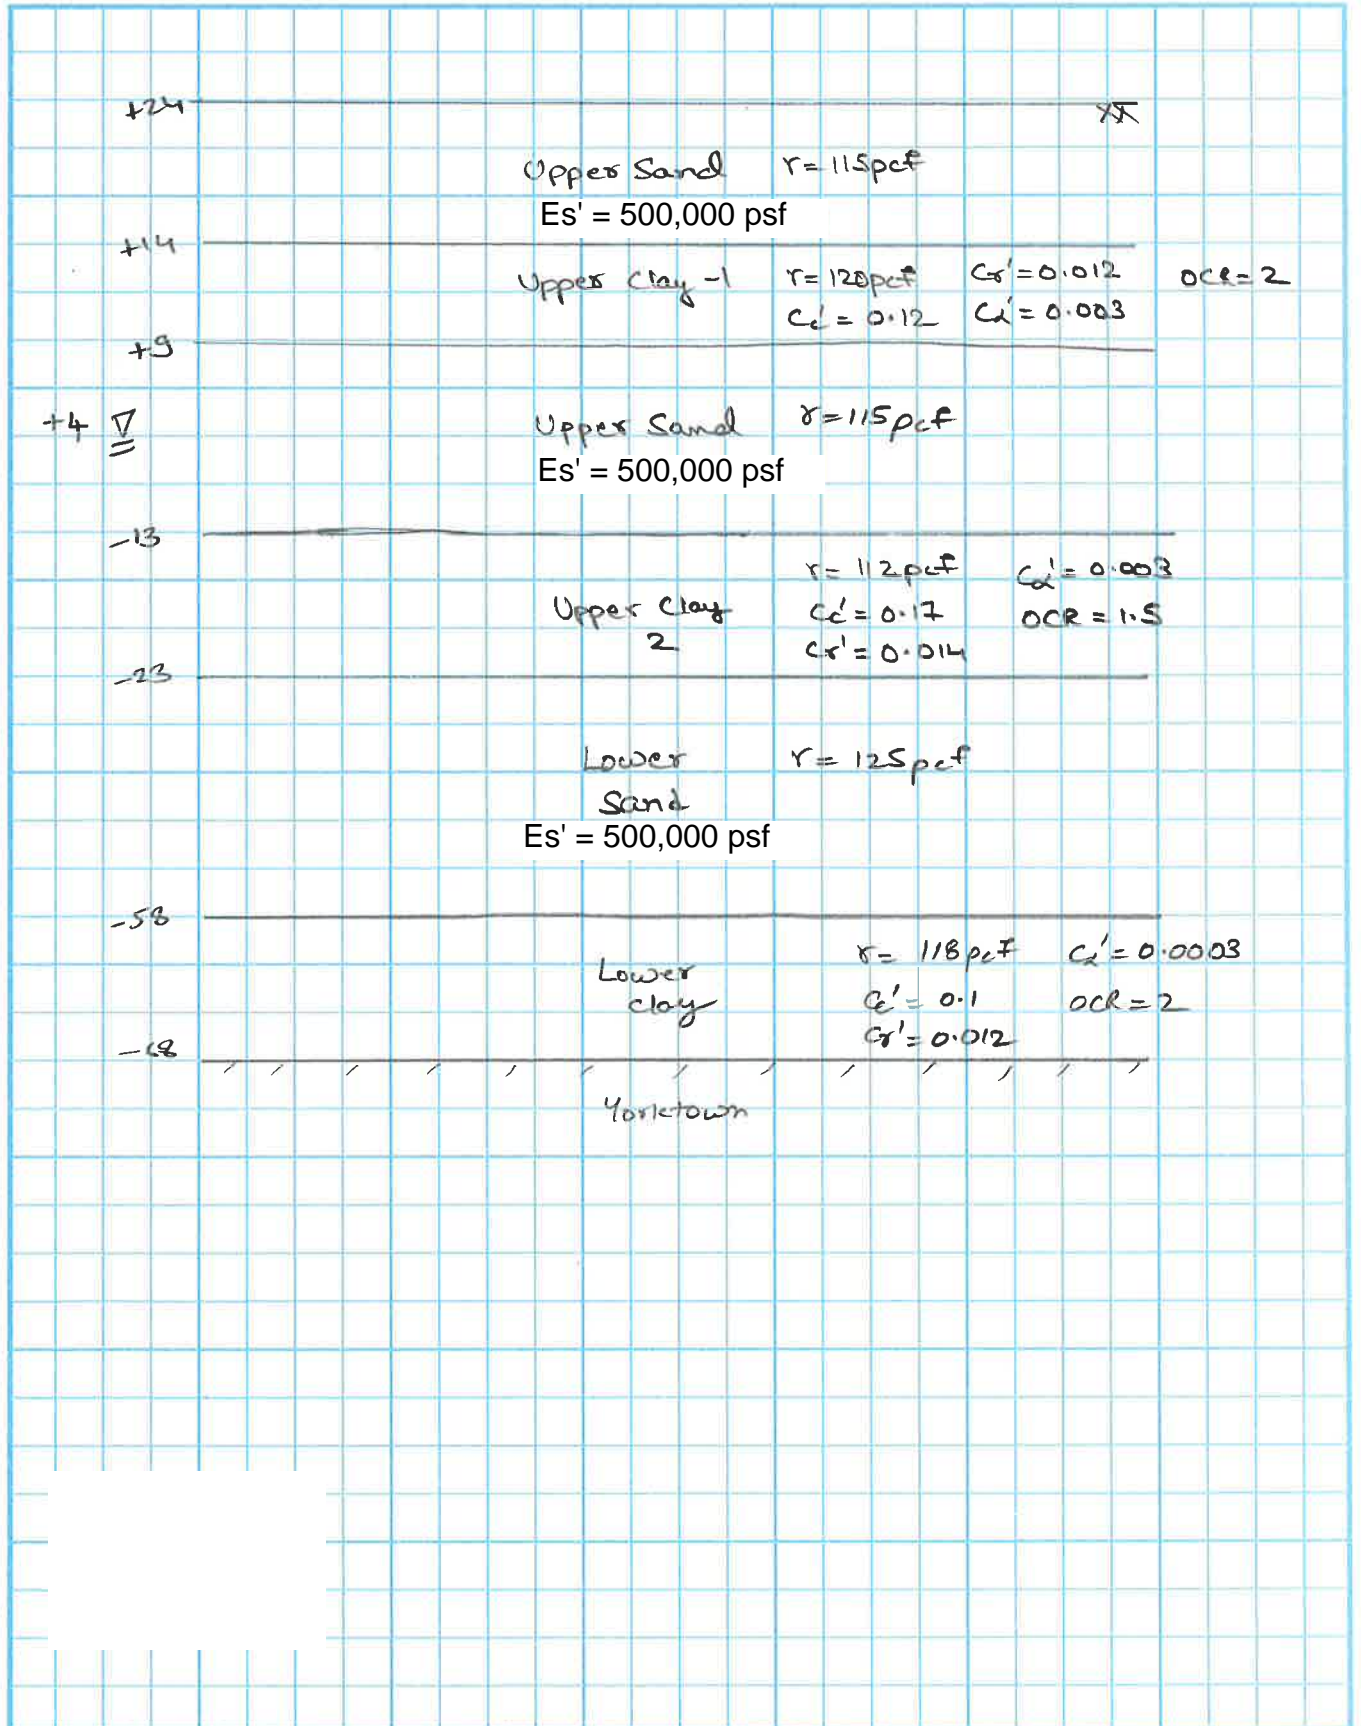 +24
Upper Sand γ=115pcf
Es' = 500,000 psf
+14
Upper Clay-1 γ=120pcf Cr'=0.012 OCR=2
Cc'=0.12 Cα'=0.003
+9
+4
Upper Sand γ=115pcf
Es' = 500,000 psf
-13
γ=112pcf Cα'=0.003
Upper Clay Cc'=0.17 OCR=1.5
2 Cr'=0.014
-23
Lower γ=125pcf
Sand
Es' = 500,000 psf
-58
γ=118pcf Cα'=0.0003
Lower
clay Cc'=0.1 OCR=2
Cr'=0.012
-68
Yorktown